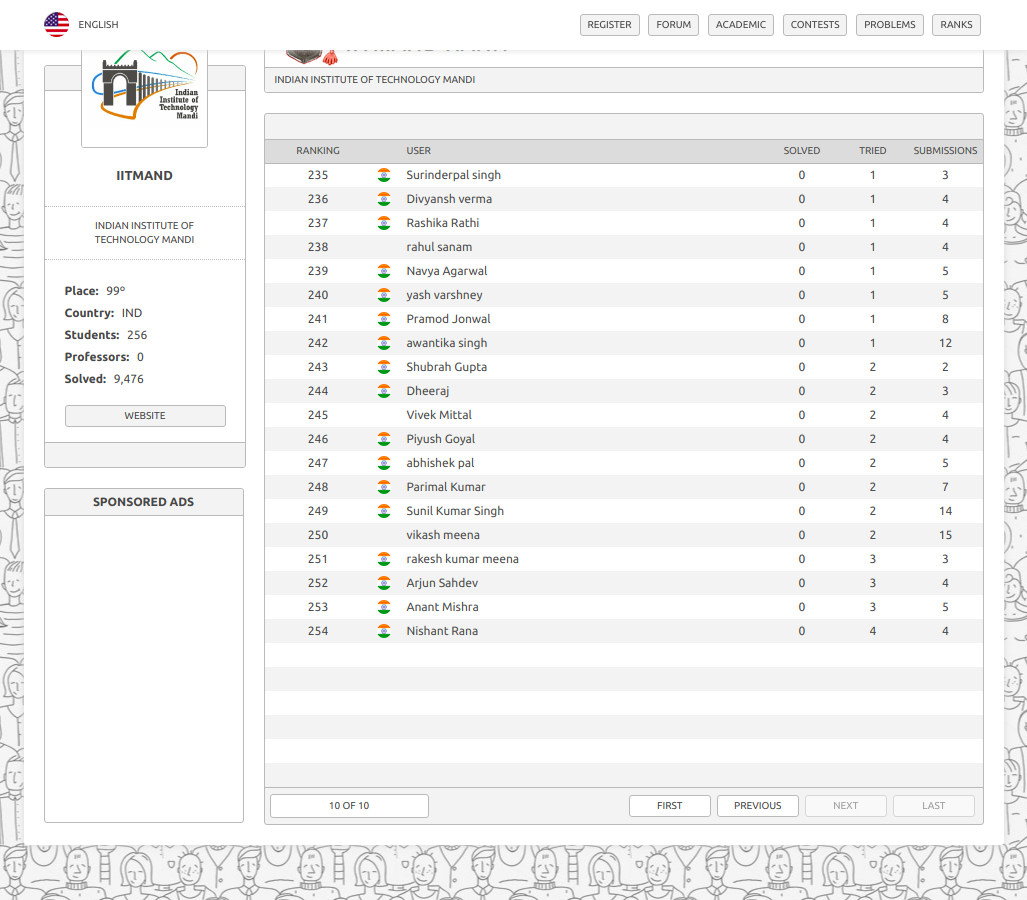 ENGLISH
REGISTER FORUM ACADEMIC CONTESTS PROBLEMS RANKS
Indian
Institute of
Technology
Mandi
IITMAND
INDIAN INSTITUTE OF
TECHNOLOGY MANDI
Place: 99º
Country: IND
Students: 256
Professors: 0
Solved: 9,476
WEBSITE
SPONSORED ADS
INDIAN INSTITUTE OF TECHNOLOGY MANDI
RANKING USER SOLVED TRIED SUBMISSIONS
235 Surinderpal singh 0 1 3
236 Divyansh verma 0 1 4
237 Rashika Rathi 0 1 4
238 rahul sanam 0 1 4
239 Navya Agarwal 0 1 5
240 yash varshney 0 1 5
241 Pramod Jonwal 0 1 8
242 awantika singh 0 1 12
243 Shubrah Gupta 0 2 2
244 Dheeraj 0 2 3
245 Vivek Mittal 0 2 4
246 Piyush Goyal 0 2 4
247 abhishek pal 0 2 5
248 Parimal Kumar 0 2 7
249 Sunil Kumar Singh 0 2 14
250 vikash meena 0 2 15
251 rakesh kumar meena 0 3 3
252 Arjun Sahdev 0 3 4
253 Anant Mishra 0 3 5
254 Nishant Rana 0 4 4
10 OF 10 FIRST PREVIOUS NEXT LAST